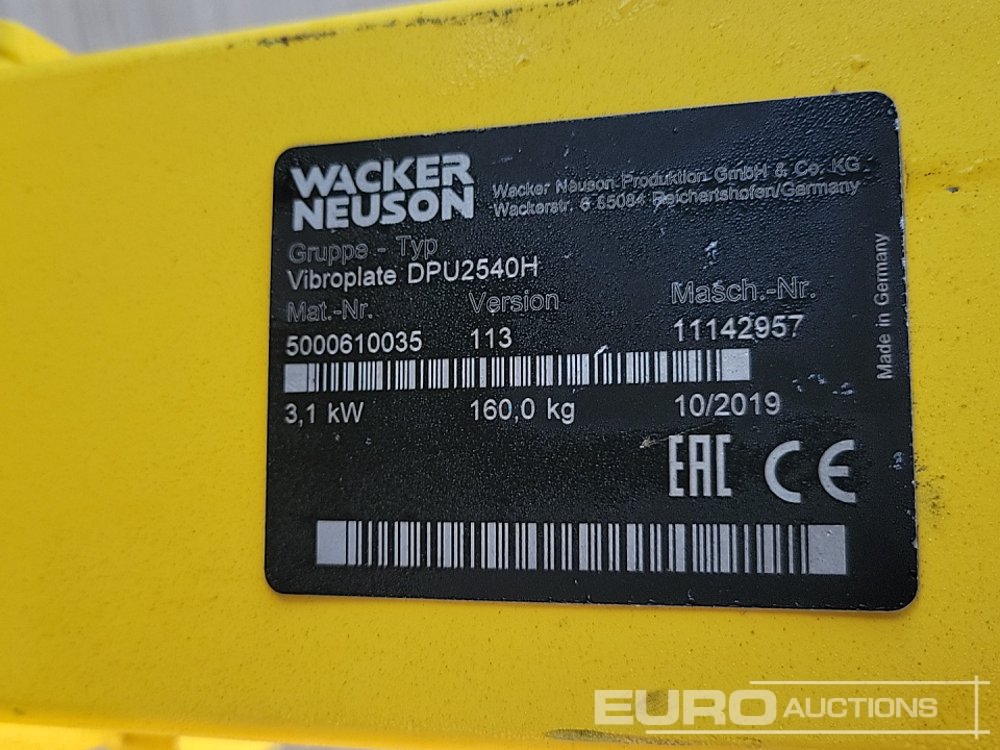 WACKER
NEUSON
Wacker Neuson Produktion GmbH & Co. KG
Wackerstr. 6 85084 Reichertshofen/Germany
Gruppe - Typ
Vibroplate DPU2540H
Mat.-Nr. Version Masch.-Nr.
5000610035 113 11142957
3,1 kW 160,0 kg 10/2019
EAC CE
Made in Germany
EURO AUCTIONS